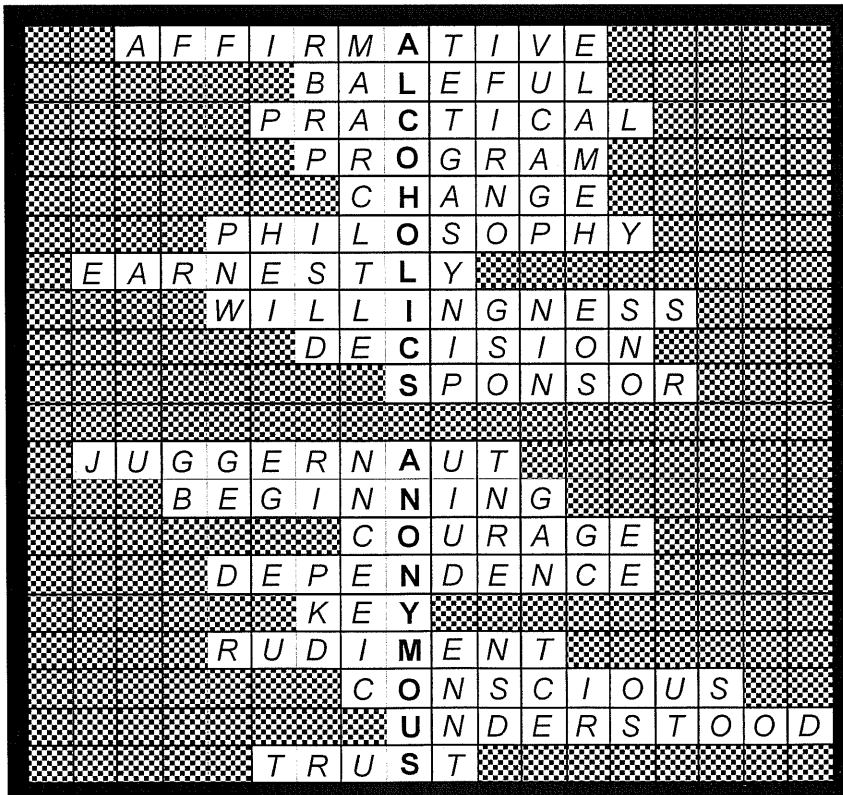 AFFIRMATIVE
BALEFUL
PRACTICAL
PROGRAM
CHANGE
PHILOSOPHY
EARNESTLY
WILLINGNESS
DECISION
SPONSOR
JUGGERNAUT
BEGINNING
COURAGE
DEPENDENCE
KEY
RUDIMENT
CONSCIOUS
UNDERSTOOD
TRUST